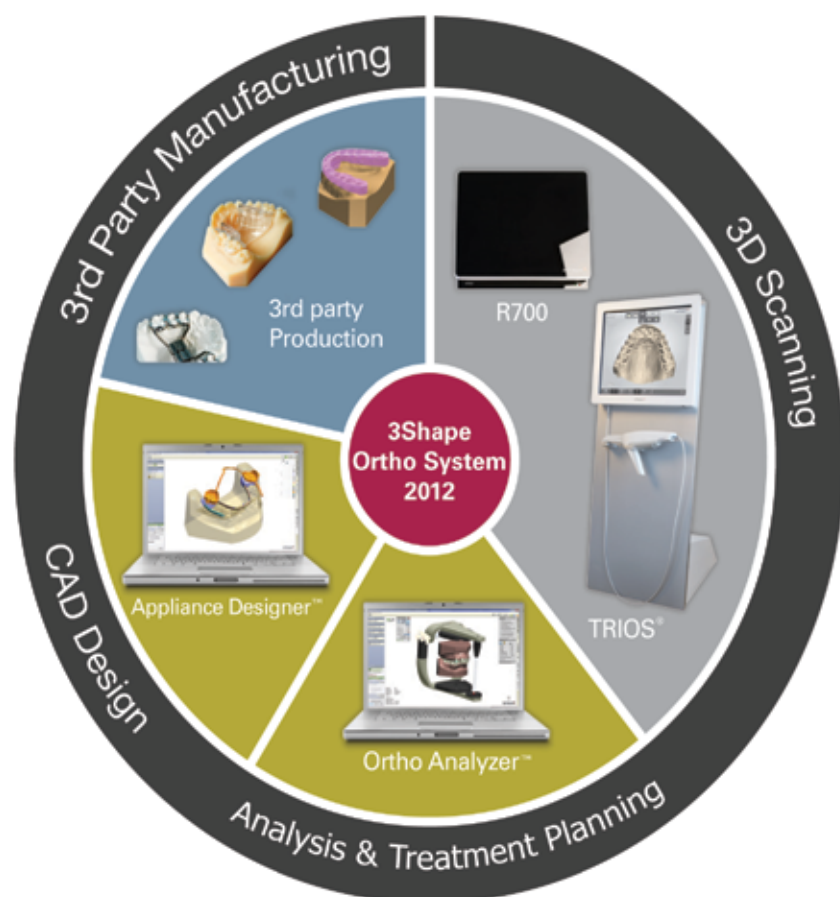 3rd Party Manufacturing
3D Scanning
R700
3rd party
Production
3Shape
Ortho System
2012
TRIOS®
CAD Design
Appliance Designer™
Ortho Analyzer™
Analysis & Treatment Planning